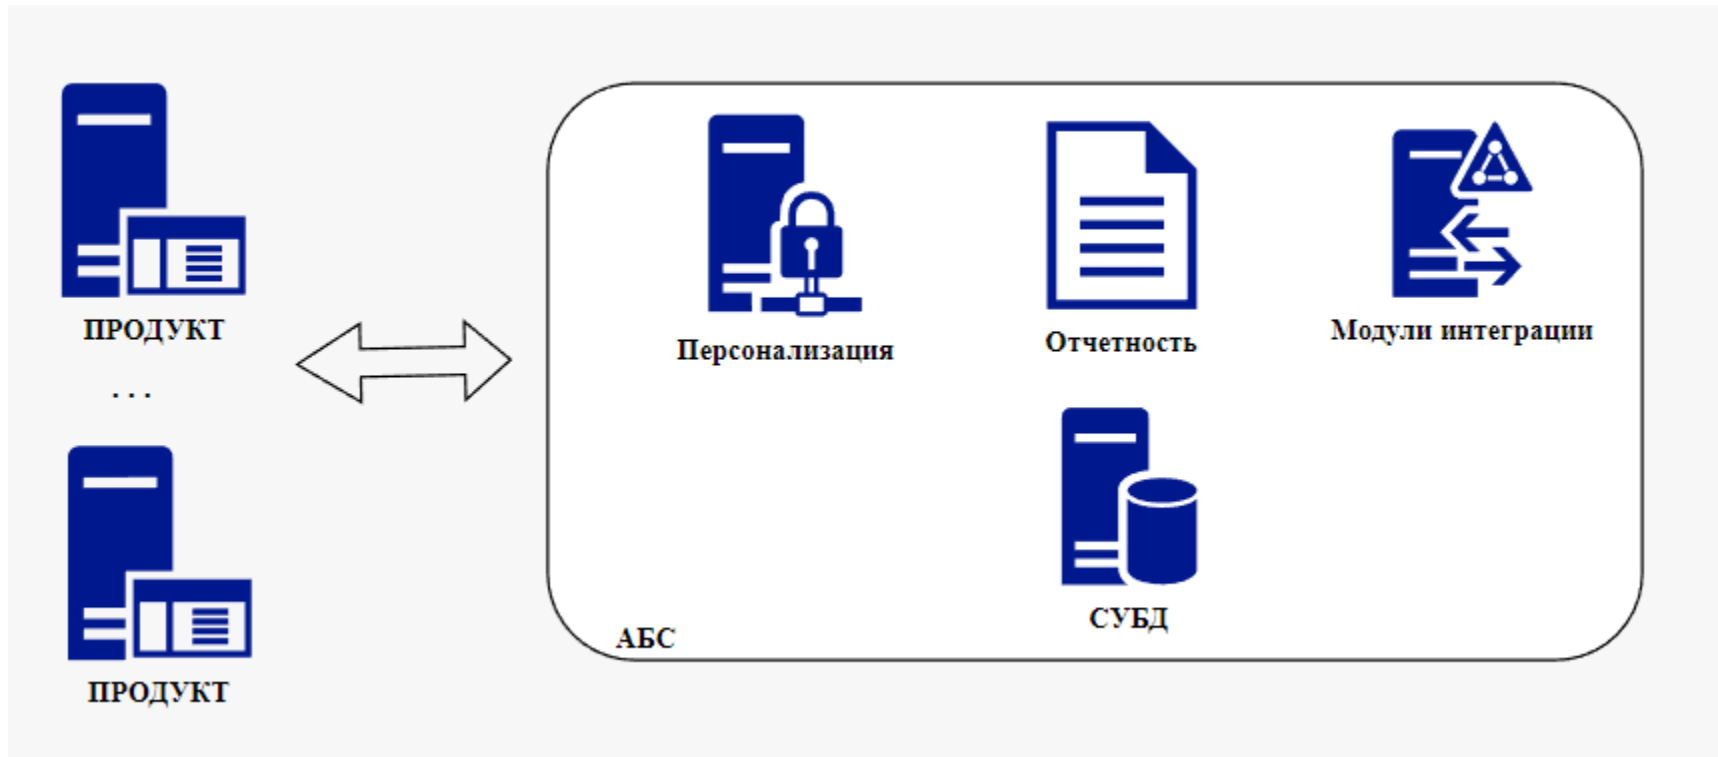 ПРОДУКТ
. . .
ПРОДУКТ
Персонализация
Отчетность
Модули интеграции
СУБД
АБС